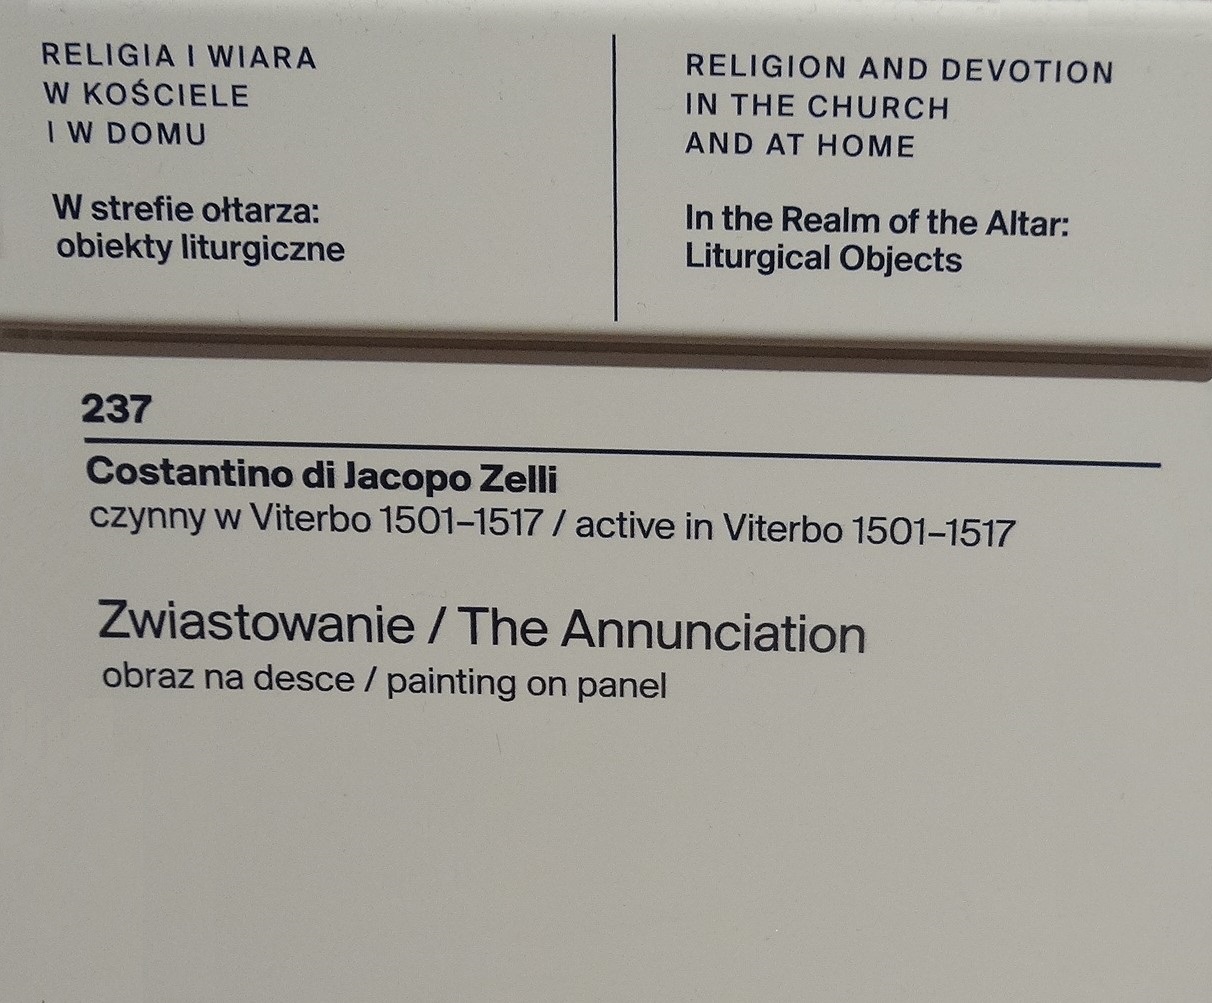 RELIGIA I WIARA
W KOŚCIELE
I W DOMU
W strefie ołtarza:
obiekty liturgiczne
RELIGION AND DEVOTION
IN THE CHURCH
AND AT HOME
In the Realm of the Altar:
Liturgical Objects
237
Costantino di Jacopo Zelli
czynny w Viterbo 1501–1517 / active in Viterbo 1501–1517
Zwiastowanie / The Annunciation
obraz na desce / painting on panel